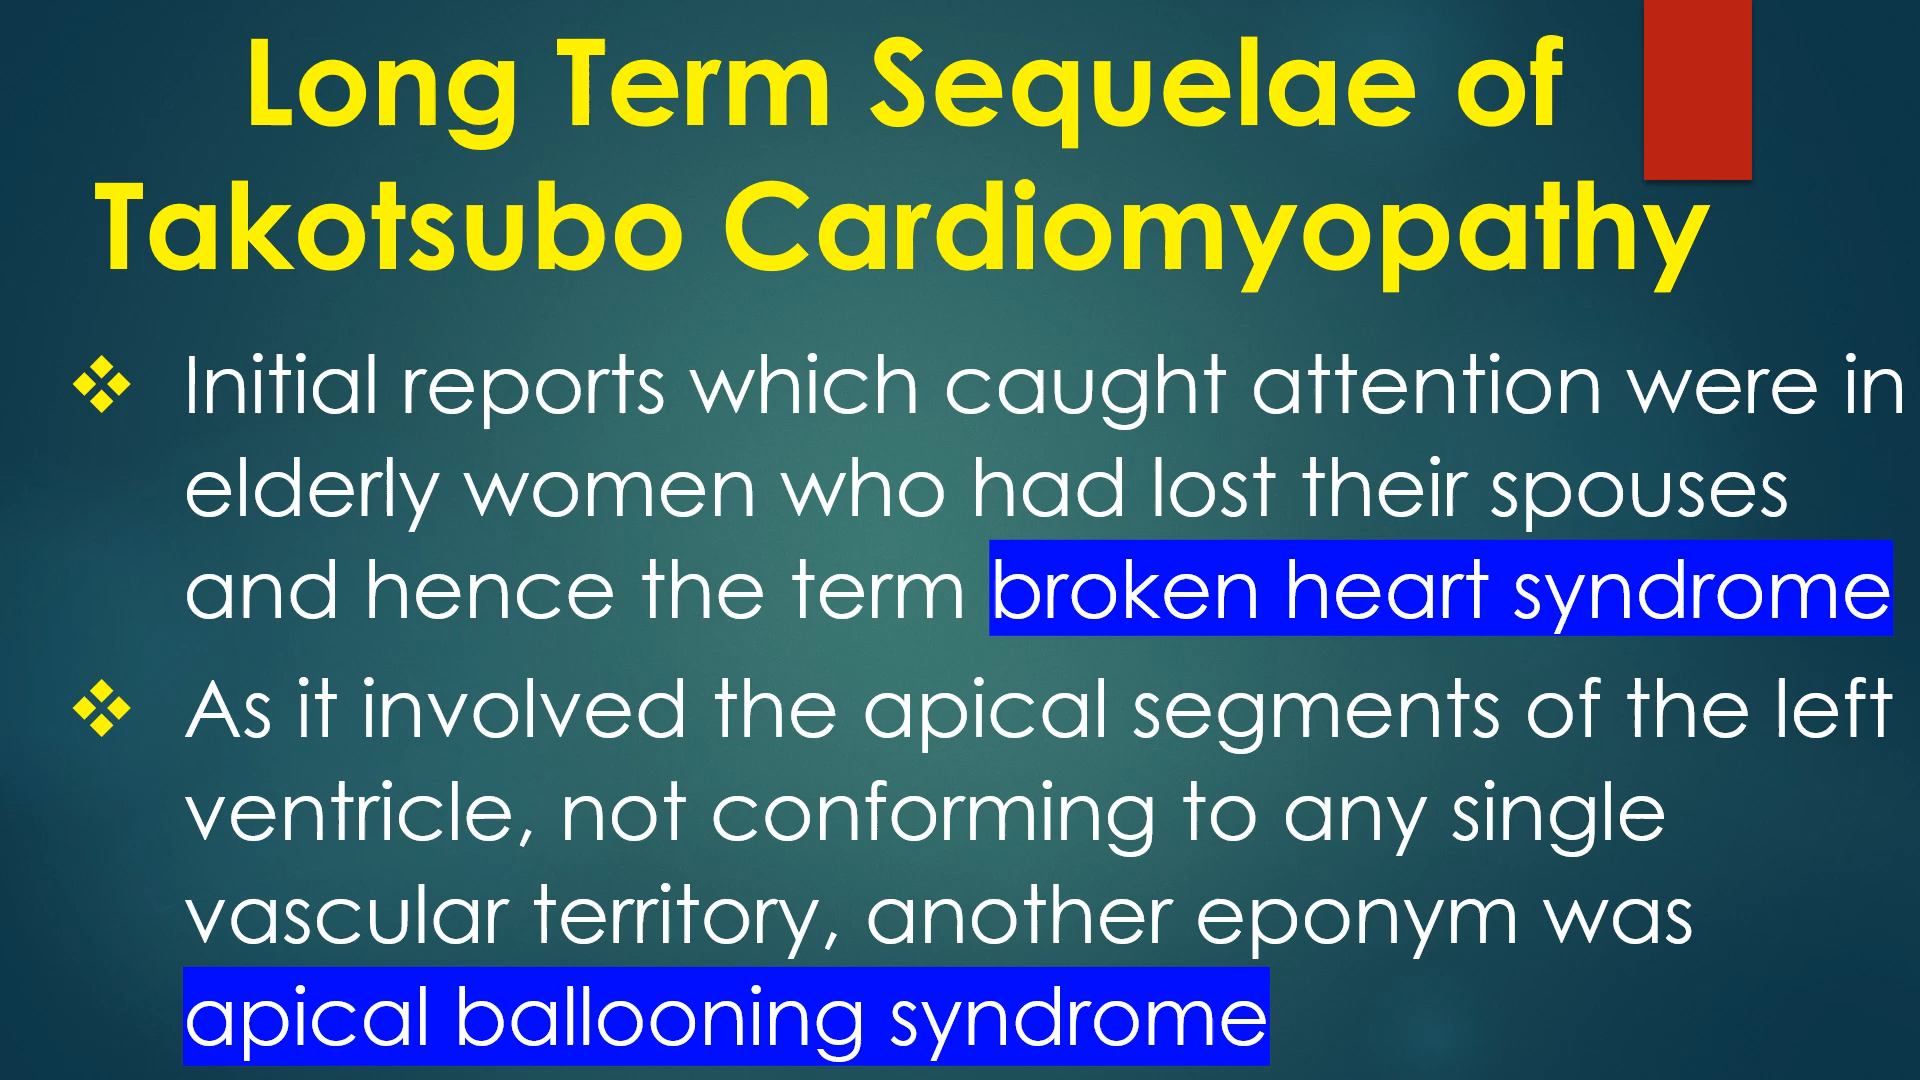 Long Term Sequelae of
Takotsubo Cardiomyopathy
Initial reports which caught attention were in
elderly women who had lost their spouses
and hence the term broken heart syndrome
As it involved the apical segments of the left
ventricle, not conforming to any single
vascular territory, another eponym was
apical ballooning syndrome